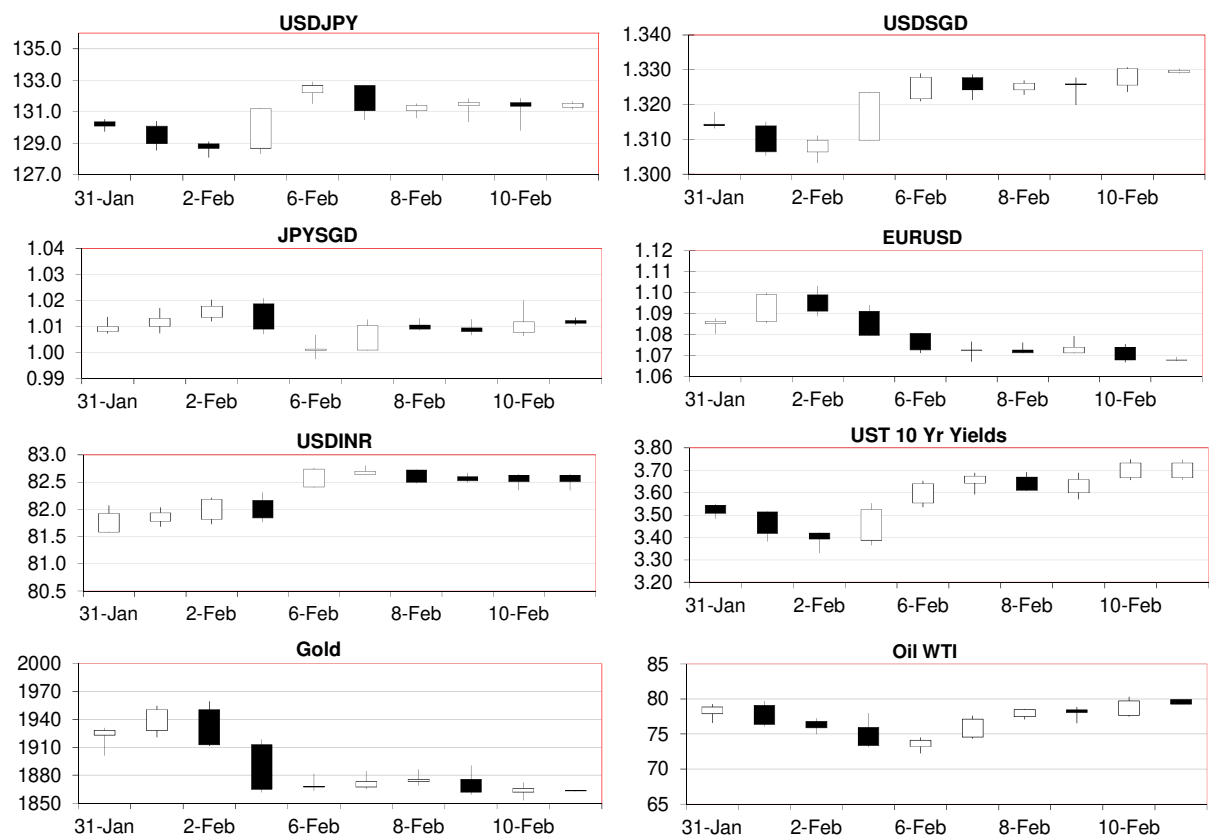 USDJPY
135.0
133.0
131.0
129.0
127.0
31-Jan 2-Feb 6-Feb 8-Feb 10-Feb
USDSGD
1.340
1.330
1.320
1.310
1.300
31-Jan 2-Feb 6-Feb 8-Feb 10-Feb
JPYSGD
1.04
1.03
1.02
1.01
1.00
0.99
31-Jan 2-Feb 6-Feb 8-Feb 10-Feb
EURUSD
1.12
1.11
1.10
1.09
1.08
1.07
1.06
31-Jan 2-Feb 6-Feb 8-Feb 10-Feb
USDINR
83.0
82.5
82.0
81.5
81.0
80.5
31-Jan 2-Feb 6-Feb 8-Feb 10-Feb
UST 10 Yr Yields
3.80
3.70
3.60
3.50
3.40
3.30
3.20
31-Jan 2-Feb 6-Feb 8-Feb 10-Feb
Gold
2000
1970
1940
1910
1880
1850
31-Jan 2-Feb 6-Feb 8-Feb 10-Feb
Oil WTI
85
80
75
70
65
31-Jan 2-Feb 6-Feb 8-Feb 10-Feb